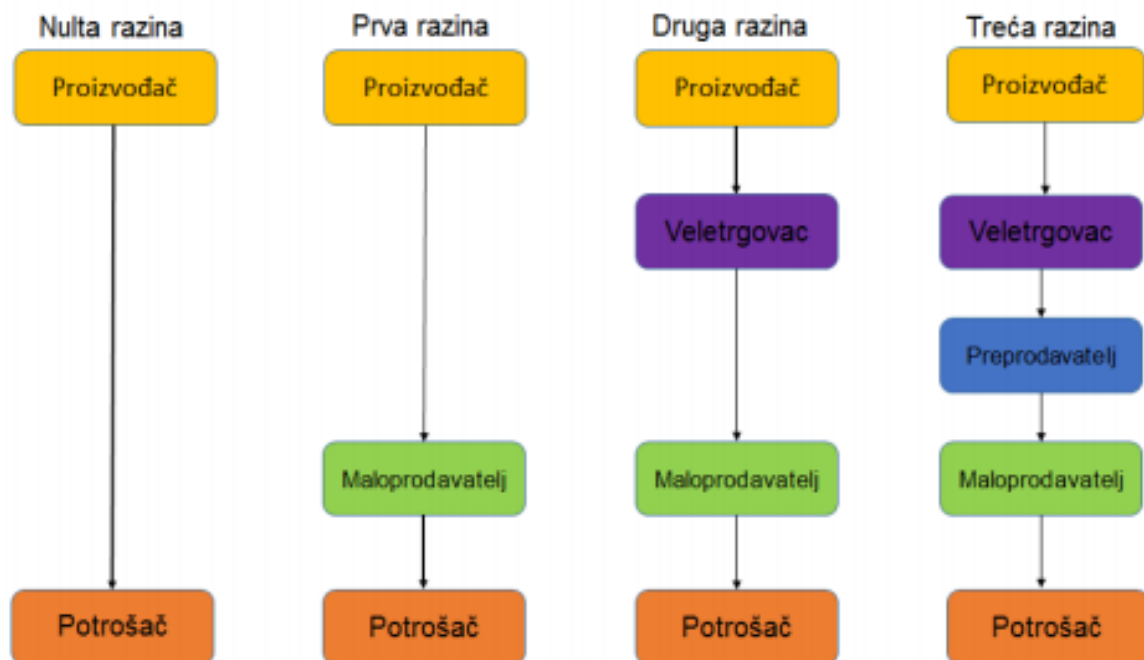 Nulta razina
Prva razina
Druga razina
Treća razina
Proizvođač
Proizvođač
Proizvođač
Proizvođač
Veletrgovac
Veletrgovac
Preprodavatelj
Maloprodavatelj
Maloprodavatelj
Maloprodavatelj
Potrošač
Potrošač
Potrošač
Potrošač